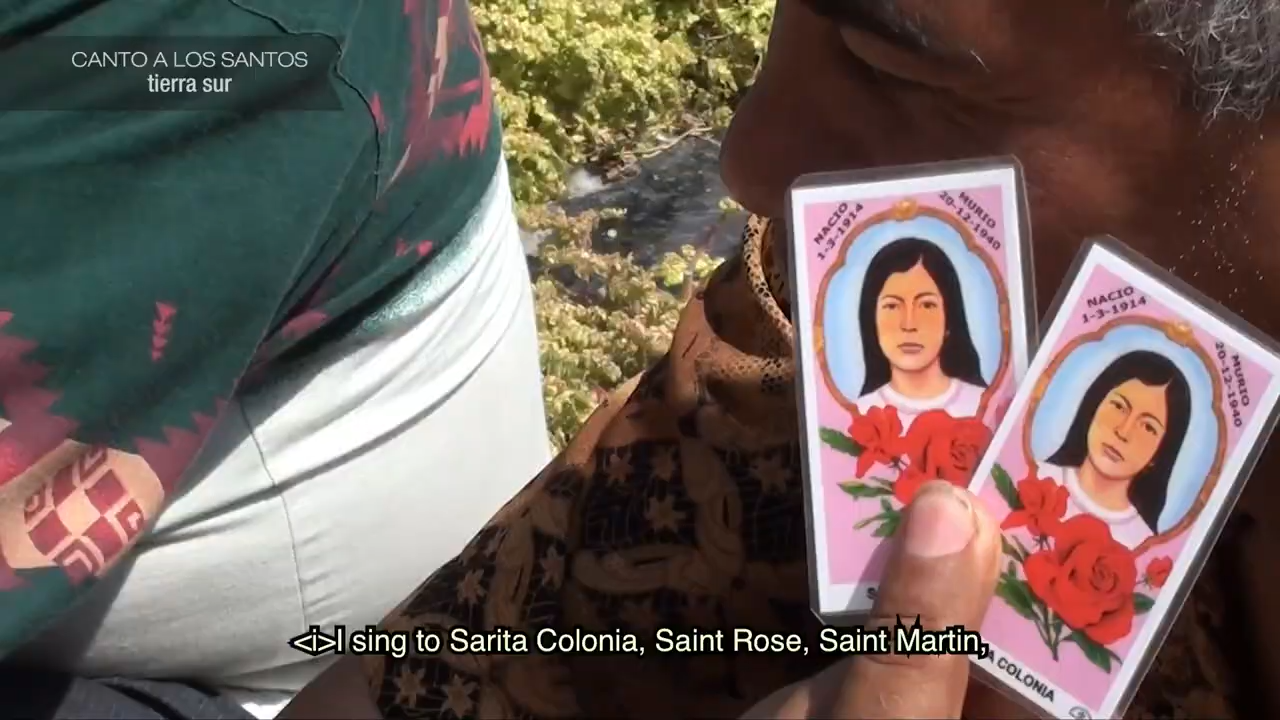 CANTO A LOS SANTOS
tierra sur
NACIO
1-3-1914
MURIO
20-12-1940
NACIO
1-3-1914
MURIO
20-12-1940
A COLONIA
<i>I sing to Sarita Colonia, Saint Rose, Saint Martin,